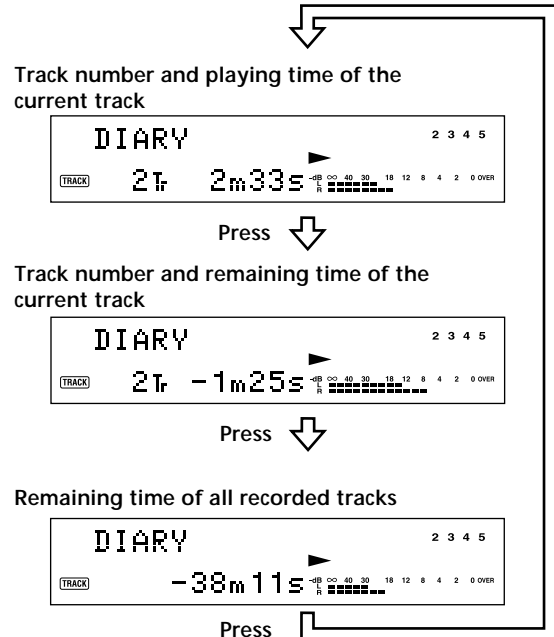 Track number and playing time of the
current track
DIARY 2 3 4 5
TRACK 2Tr 2m33s -dB ∞ 40 30 18 12 8 4 2 0 OVER
L
R
Press
Track number and remaining time of the
current track
DIARY 2 3 4 5
TRACK 2Tr -1m25s -dB ∞ 40 30 18 12 8 4 2 0 OVER
L
R
Press
Remaining time of all recorded tracks
DIARY 2 3 4 5
TRACK -38m11s -dB ∞ 40 30 18 12 8 4 2 0 OVER
L
R
Press